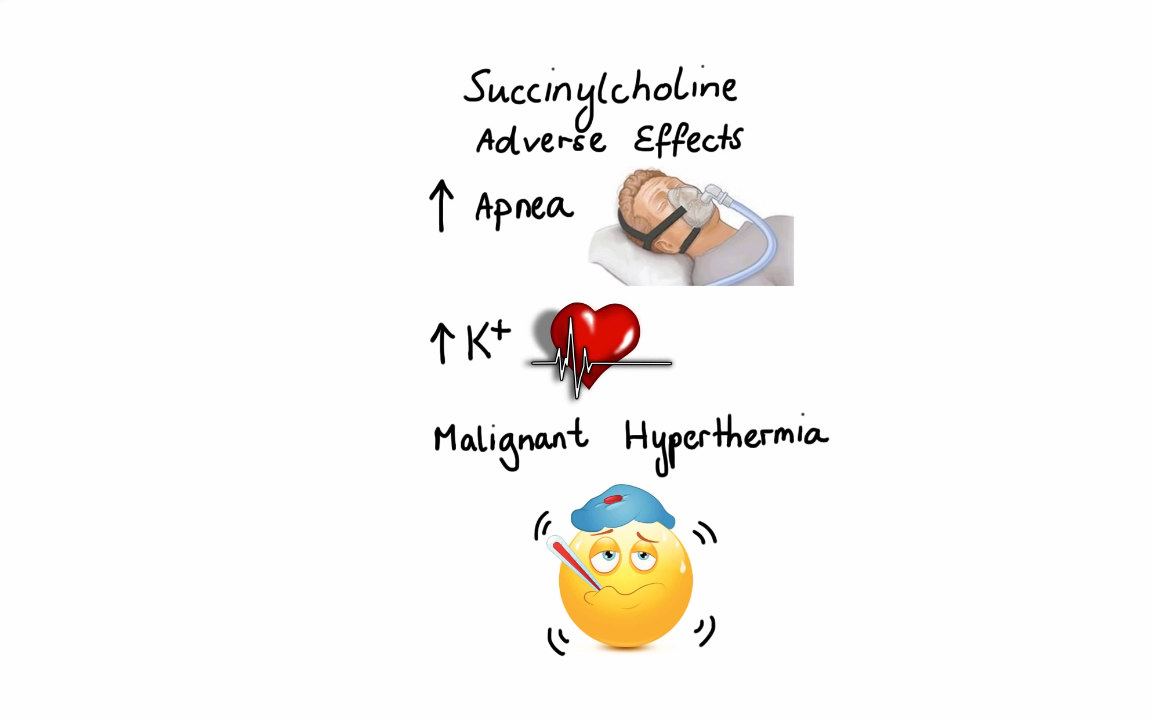 Succinylcholine
Adverse Effects
↑ Apnea
↑ K⁺
Malignant Hyperthermia